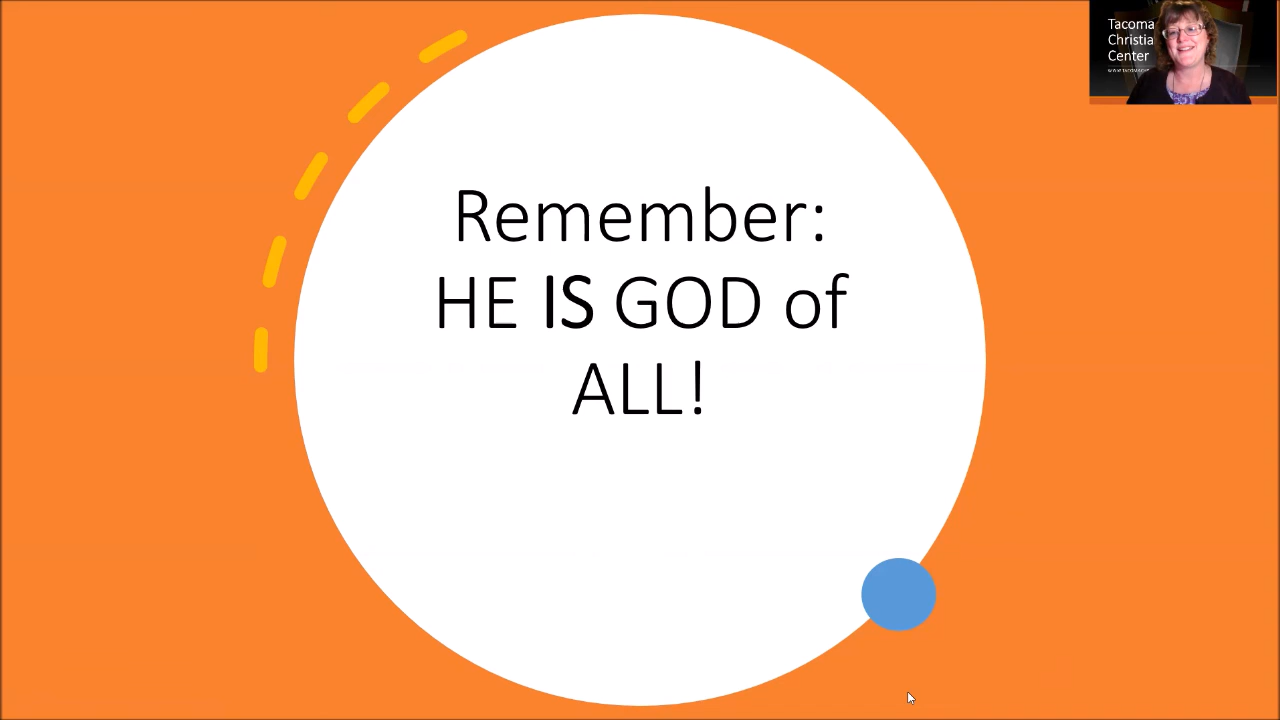 Remember:
HE IS GOD of
ALL!
Tacoma
Christia
Center